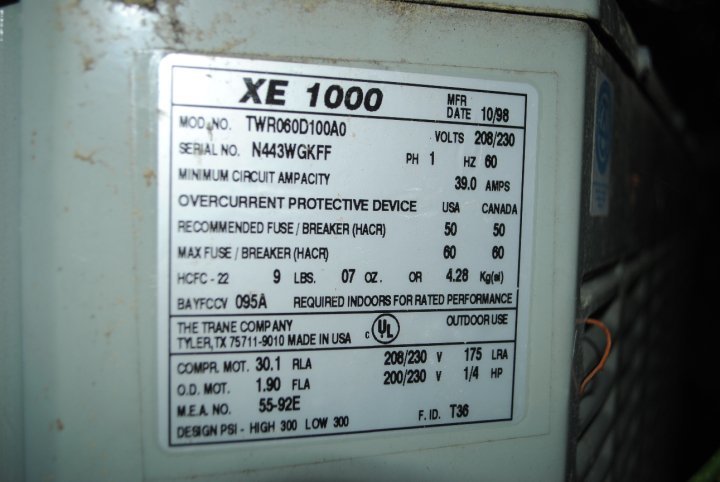 XE 1000 MFR DATE 10/98
MOD. NO. TWR060D100A0 VOLTS 208/230
SERIAL NO. N443WGKFF PH 1 HZ 60
MINIMUM CIRCUIT AMPACITY 39.0 AMPS
OVERCURRENT PROTECTIVE DEVICE USA CANADA
RECOMMENDED FUSE / BREAKER (HACR) 50 50
MAX FUSE / BREAKER (HACR) 60 60
HCFC - 22 9 LBS. 07 OZ. OR 4.28 Kg(si)
BAYFCCV 095A REQUIRED INDOORS FOR RATED PERFORMANCE
THE TRANE COMPANY C UL OUTDOOR USE
TYLER, TX 75711-9010 MADE IN USA
COMPR. MOT. 30.1 RLA 208/230 V 175 LRA
O.D. MOT. 1.90 FLA 200/230 V 1/4 HP
M.E.A. NO. 55-92E F. ID. T36
DESIGN PSI - HIGH 300 LOW 300